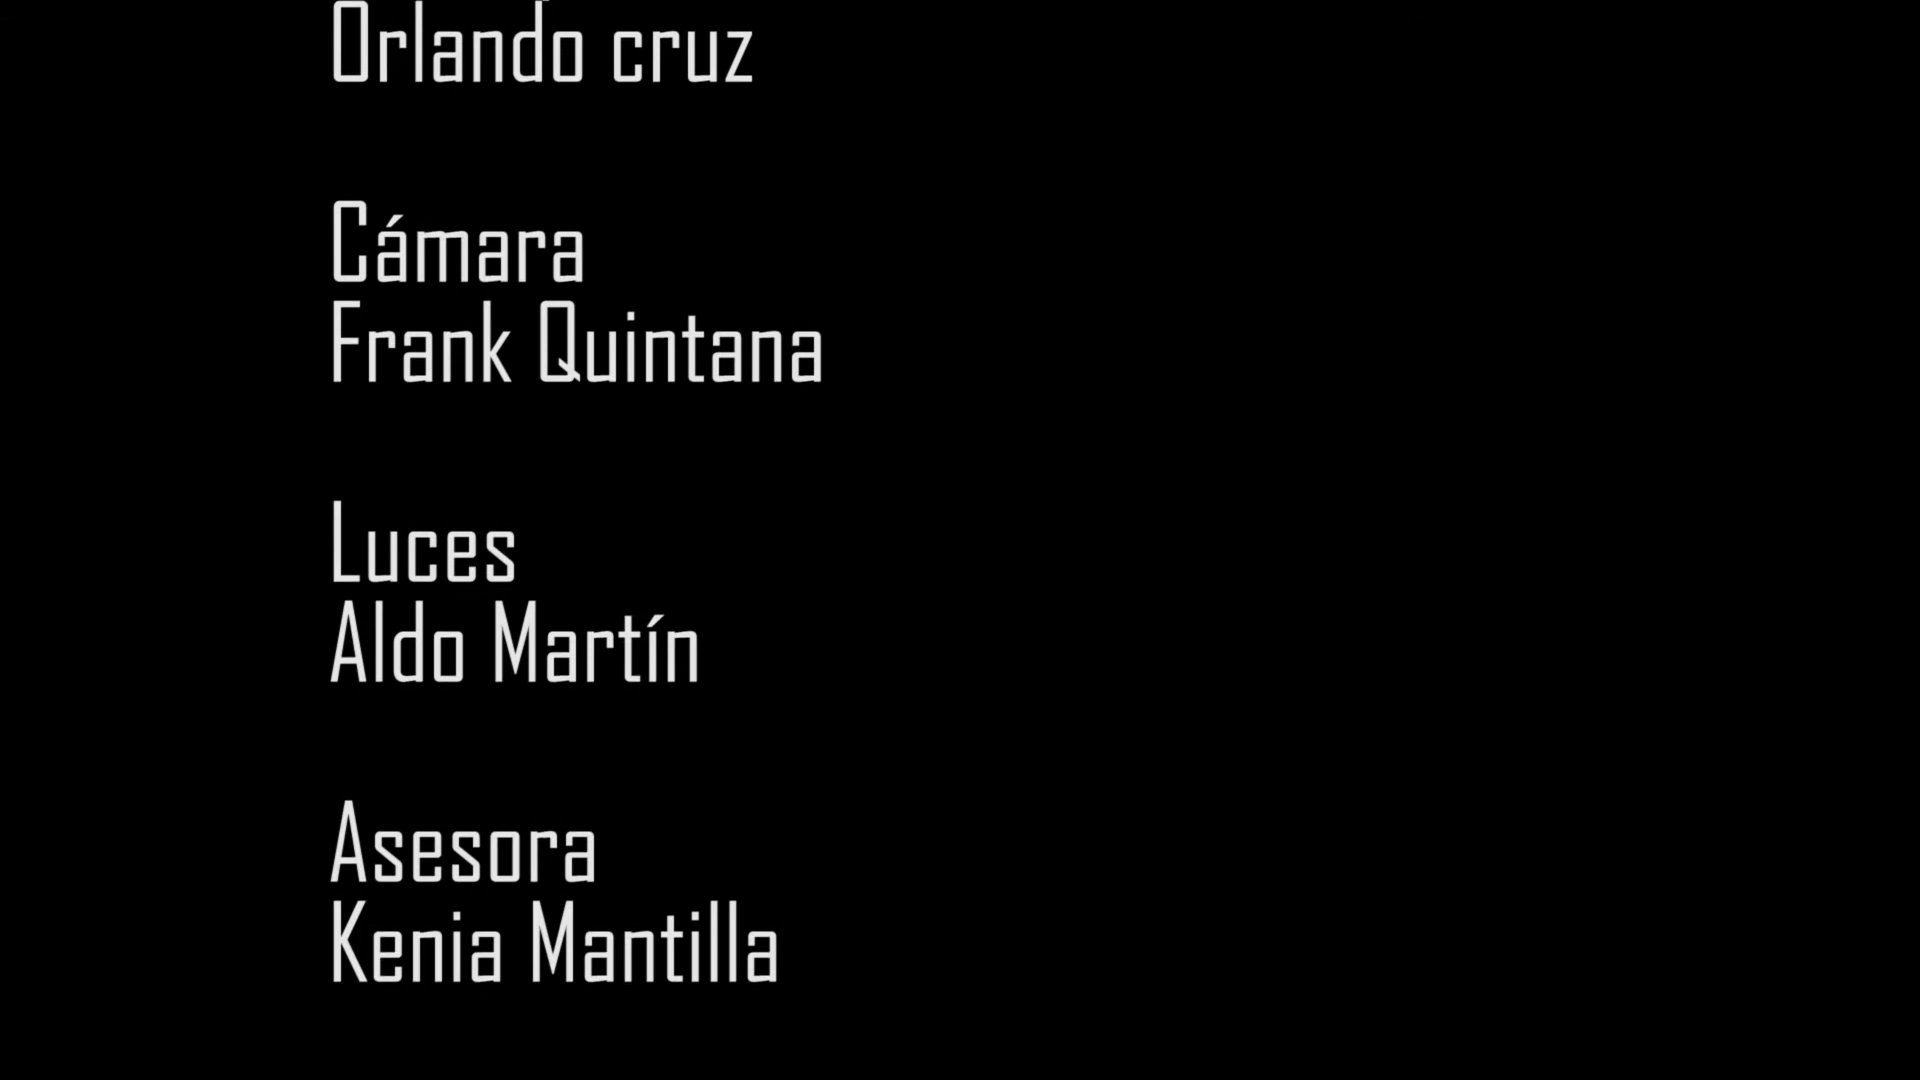 Orlando cruz
Cámara
Frank Quintana
Luces
Aldo Martín
Asesora
Kenia Mantilla